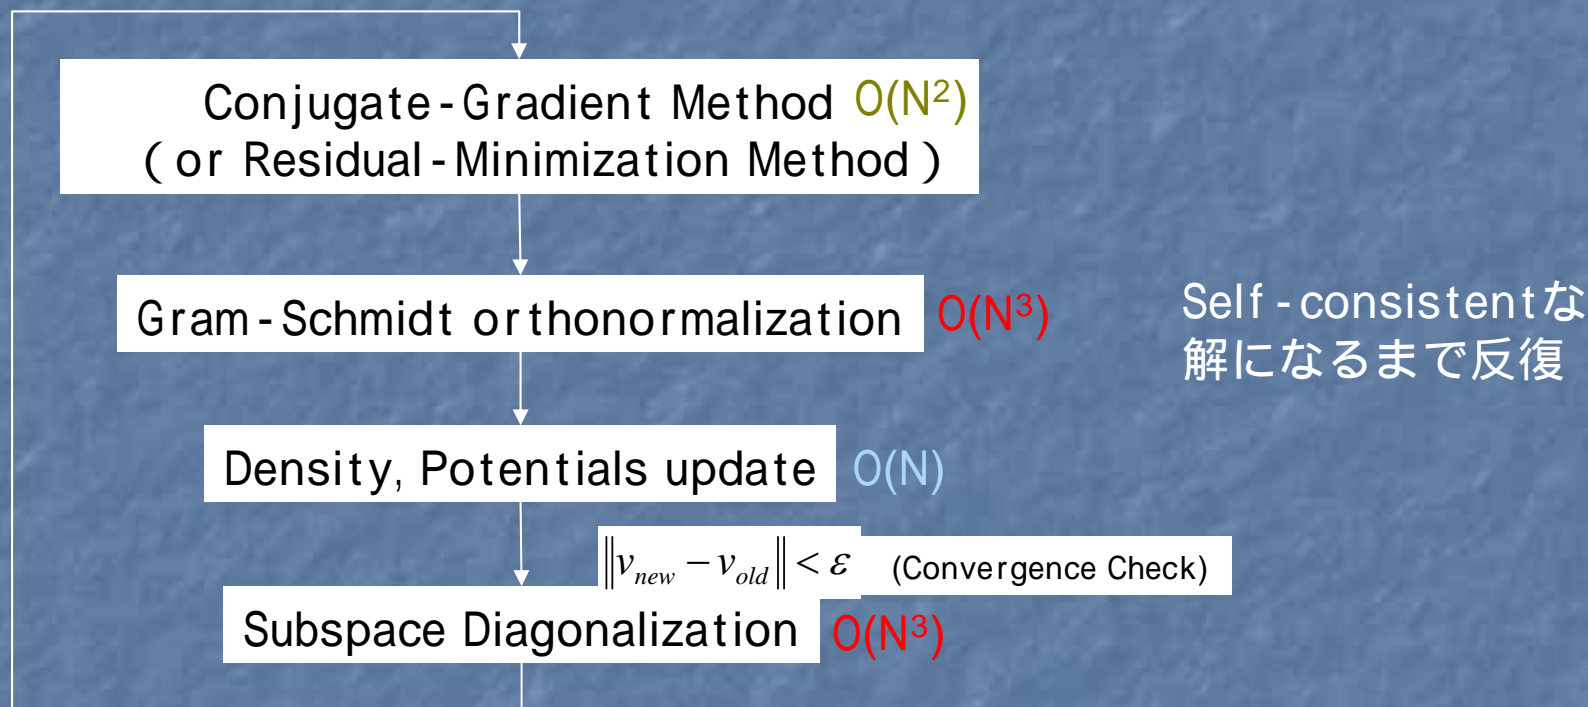 Conjugate-Gradient Method O(N²)
(or Residual-Minimization Method)
Gram-Schmidt orthonormalization O(N³)
Self-consistentな
解になるまで反復
Density, Potentials update O(N)
‖v_new − v_old‖ < ε (Convergence Check)
Subspace Diagonalization O(N³)